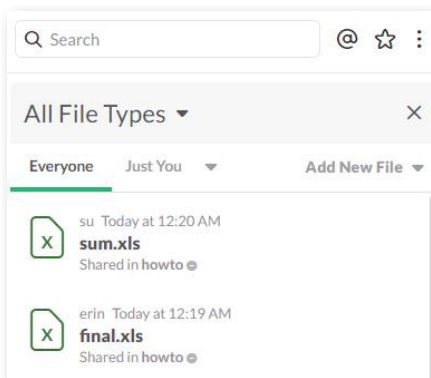 Search @
All File Types
Everyone Just You Add New File
su Today at 12:20 AM
X sum.xls
Shared in howto
erin Today at 12:19 AM
X final.xls
Shared in howto